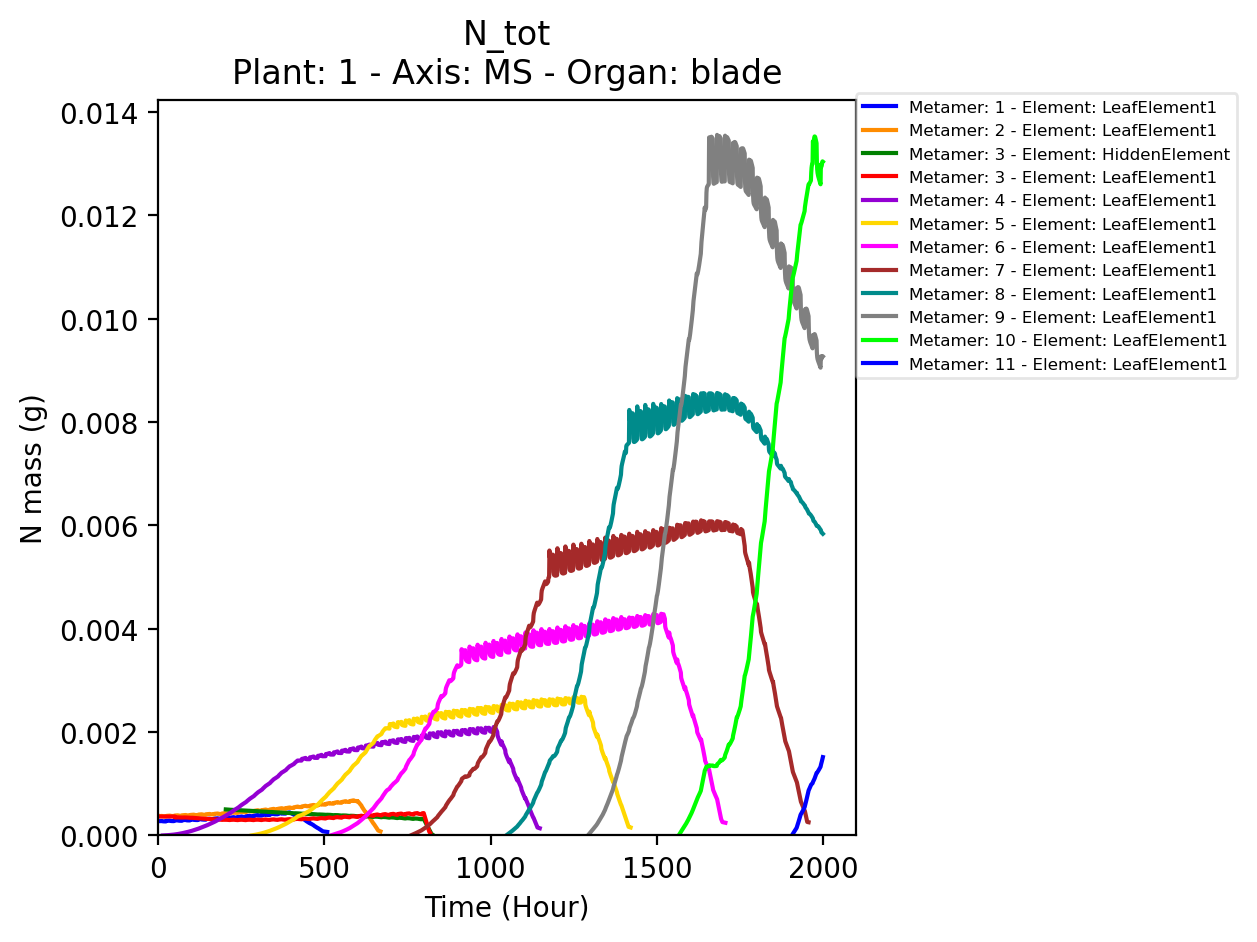 N_tot
Plant: 1 - Axis: MS - Organ: blade
0.014
0.012
0.010
0.008
0.006
0.004
0.002
0.000
N mass (g)
0
500
1000
1500
2000
Time (Hour)
Metamer: 1 - Element: LeafElement1
Metamer: 2 - Element: LeafElement1
Metamer: 3 - Element: HiddenElement
Metamer: 3 - Element: LeafElement1
Metamer: 4 - Element: LeafElement1
Metamer: 5 - Element: LeafElement1
Metamer: 6 - Element: LeafElement1
Metamer: 7 - Element: LeafElement1
Metamer: 8 - Element: LeafElement1
Metamer: 9 - Element: LeafElement1
Metamer: 10 - Element: LeafElement1
Metamer: 11 - Element: LeafElement1